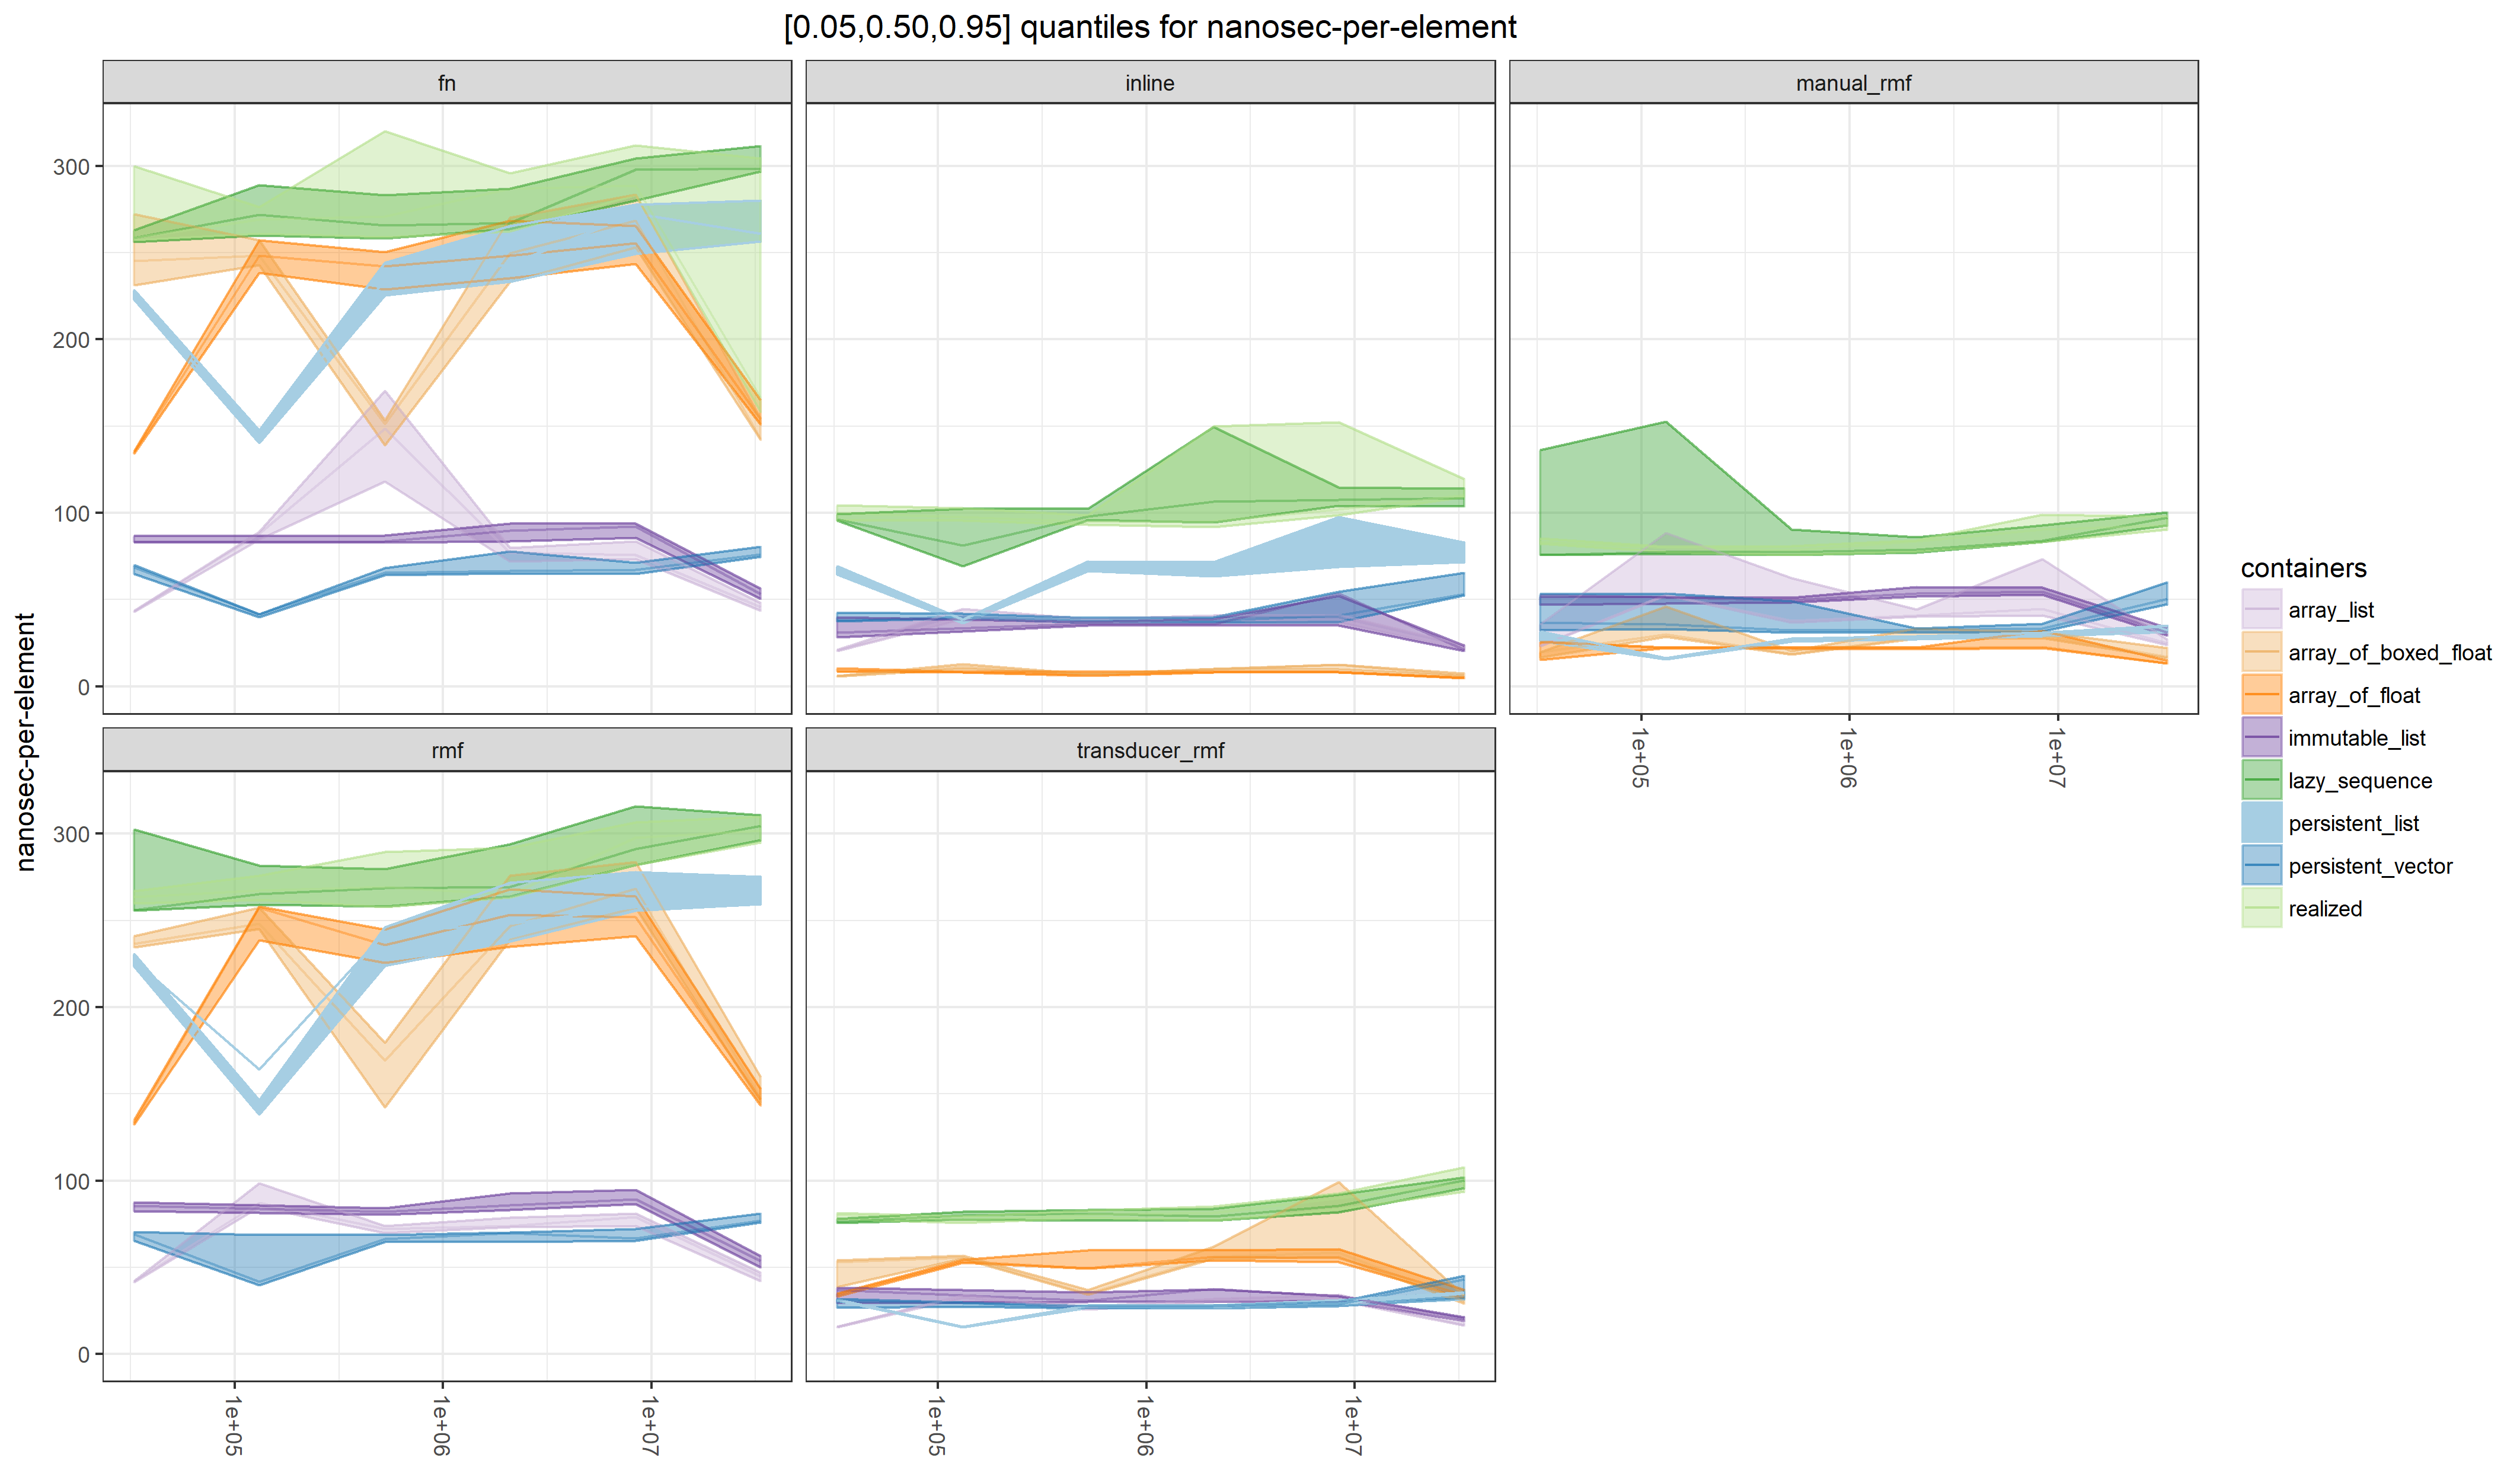 [0.05,0.50,0.95] quantiles for nanosec-per-element
fn
inline
manual_rmf
300
200
100
0
1e+05
1e+06
1e+07
nanosec-per-element
rmf
transducer_rmf
300
200
100
0
1e+05
1e+06
1e+07
1e+05
1e+06
1e+07
containers
array_list
array_of_boxed_float
array_of_float
immutable_list
lazy_sequence
persistent_list
persistent_vector
realized